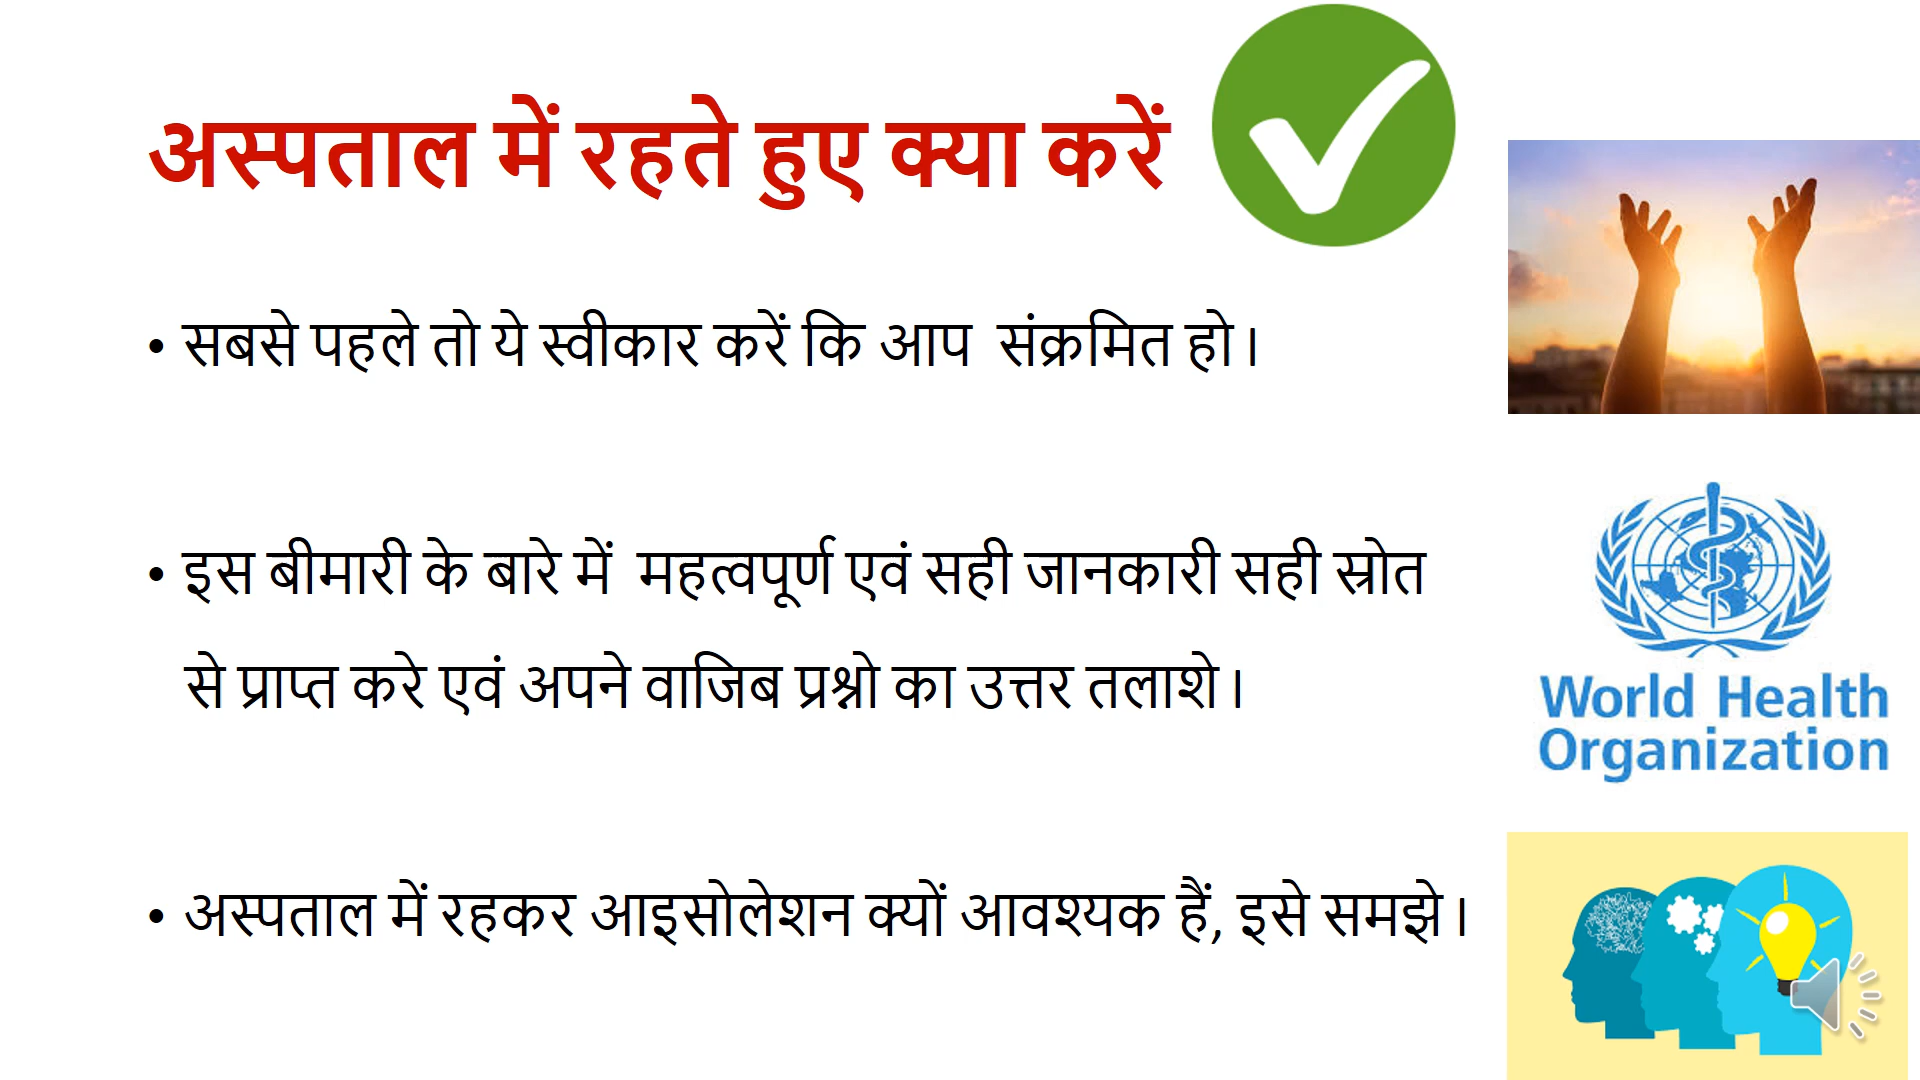 अस्पताल में रहते हुए क्या करें
• सबसे पहले तो ये स्वीकार करें कि आप संक्रमित हो।
• इस बीमारी के बारे में महत्वपूर्ण एवं सही जानकारी सही स्रोत
से प्राप्त करे एवं अपने वाजिब प्रश्नो का उत्तर तलाशे।
• अस्पताल में रहकर आइसोलेशन क्यों आवश्यक हैं, इसे समझे।
World Health
Organization